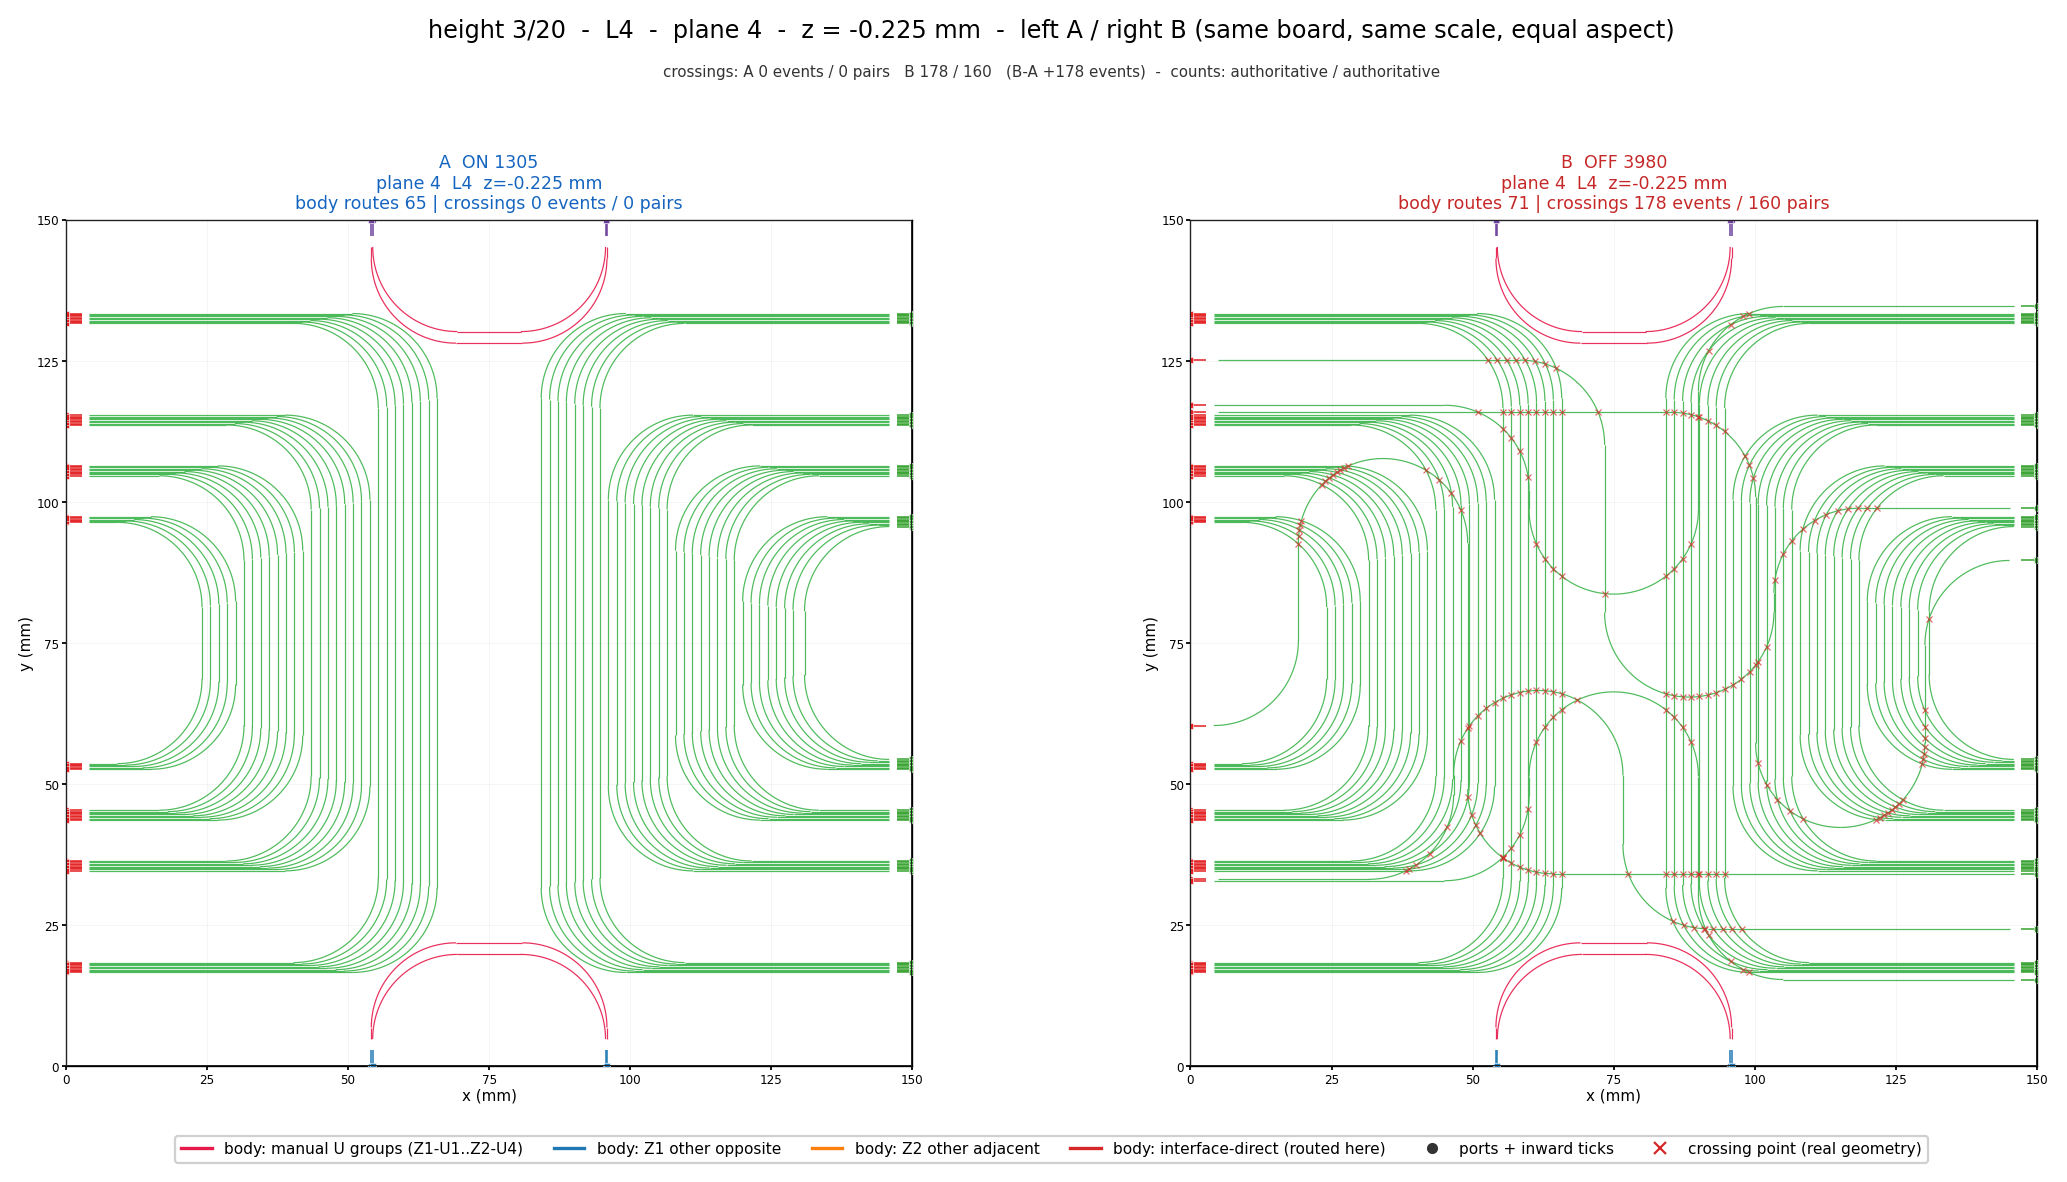 height 3/20  -  L4  -  plane 4  -  z = -0.225 mm  -  left A / right B (same board, same scale, equal aspect)
crossings: A 0 events / 0 pairs   B 178 / 160   (B-A +178 events)  -  counts: authoritative / authoritative
A  ON 1305
plane 4  L4  z=-0.225 mm
body routes 65 | crossings 0 events / 0 pairs
150
125
100
75
50
25
0
y (mm)
0 25 50 75 100 125 150
x (mm)
B  OFF 3980
plane 4  L4  z=-0.225 mm
body routes 71 | crossings 178 events / 160 pairs
150
125
100
75
50
25
0
y (mm)
0 25 50 75 100 125 150
x (mm)
body: manual U groups (Z1-U1..Z2-U4)
body: Z1 other opposite
body: Z2 other adjacent
body: interface-direct (routed here)
ports + inward ticks
crossing point (real geometry)